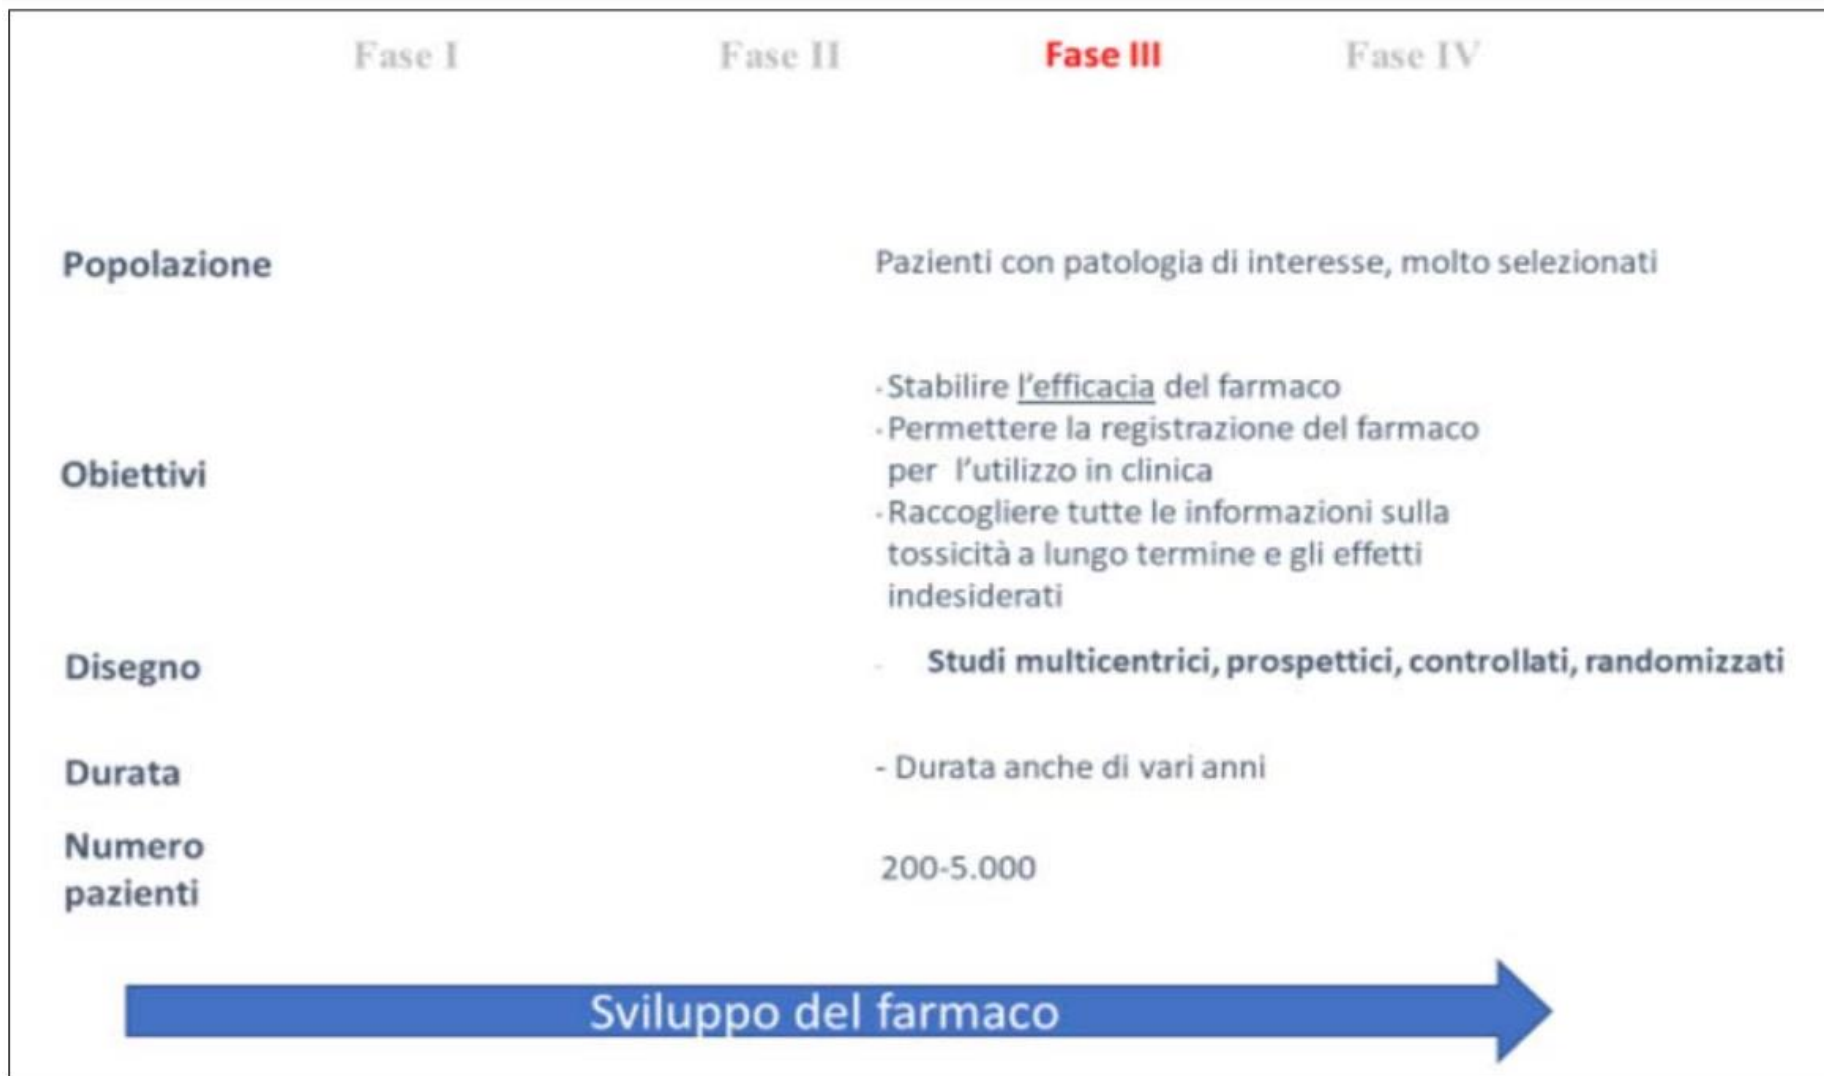 Fase I Fase II Fase III Fase IV
Popolazione
Pazienti con patologia di interesse, molto selezionati
Obiettivi
·Stabilire l'efficacia del farmaco
·Permettere la registrazione del farmaco
per l'utilizzo in clinica
·Raccogliere tutte le informazioni sulla
tossicità a lungo termine e gli effetti
indesiderati
Disegno
- Studi multicentrici, prospettici, controllati, randomizzati
Durata
- Durata anche di vari anni
Numero
pazienti
200-5.000
Sviluppo del farmaco